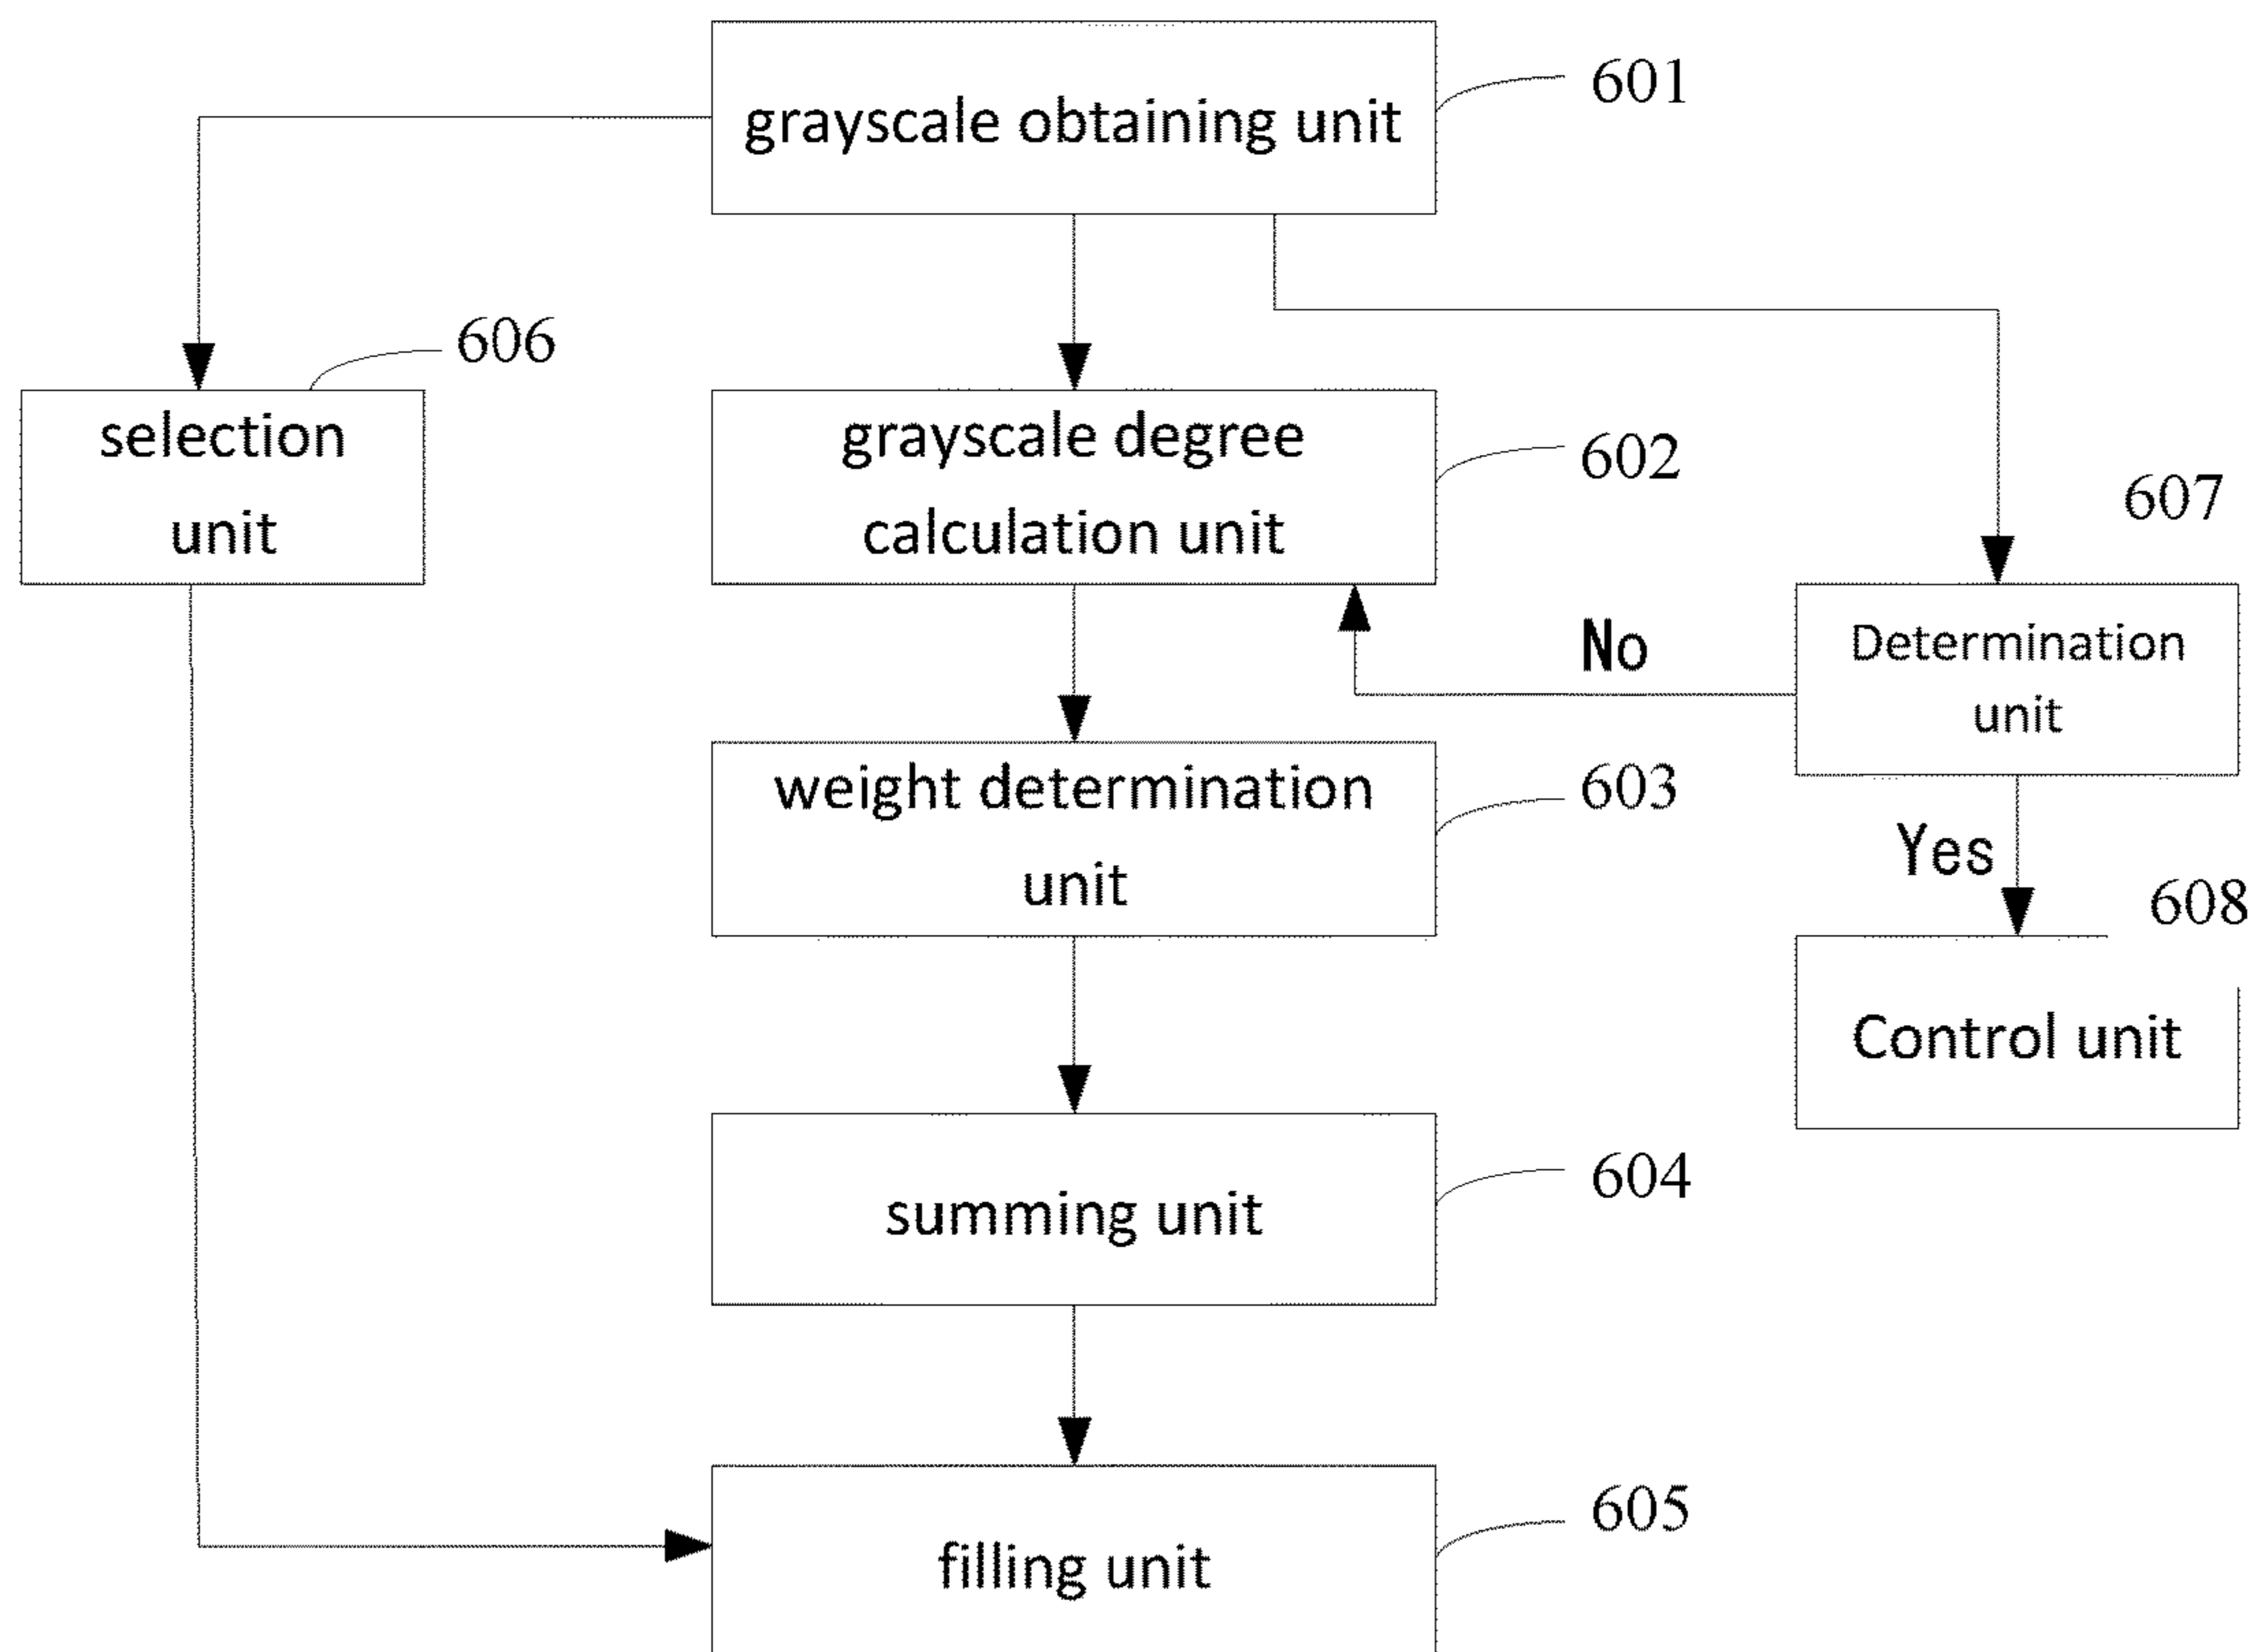 grayscale obtaining unit
601
606
selection
unit
grayscale degree
calculation unit
602
607
Determination
unit
No
weight determination
unit
603
Yes
608
Control unit
summing unit
604
filling unit
605